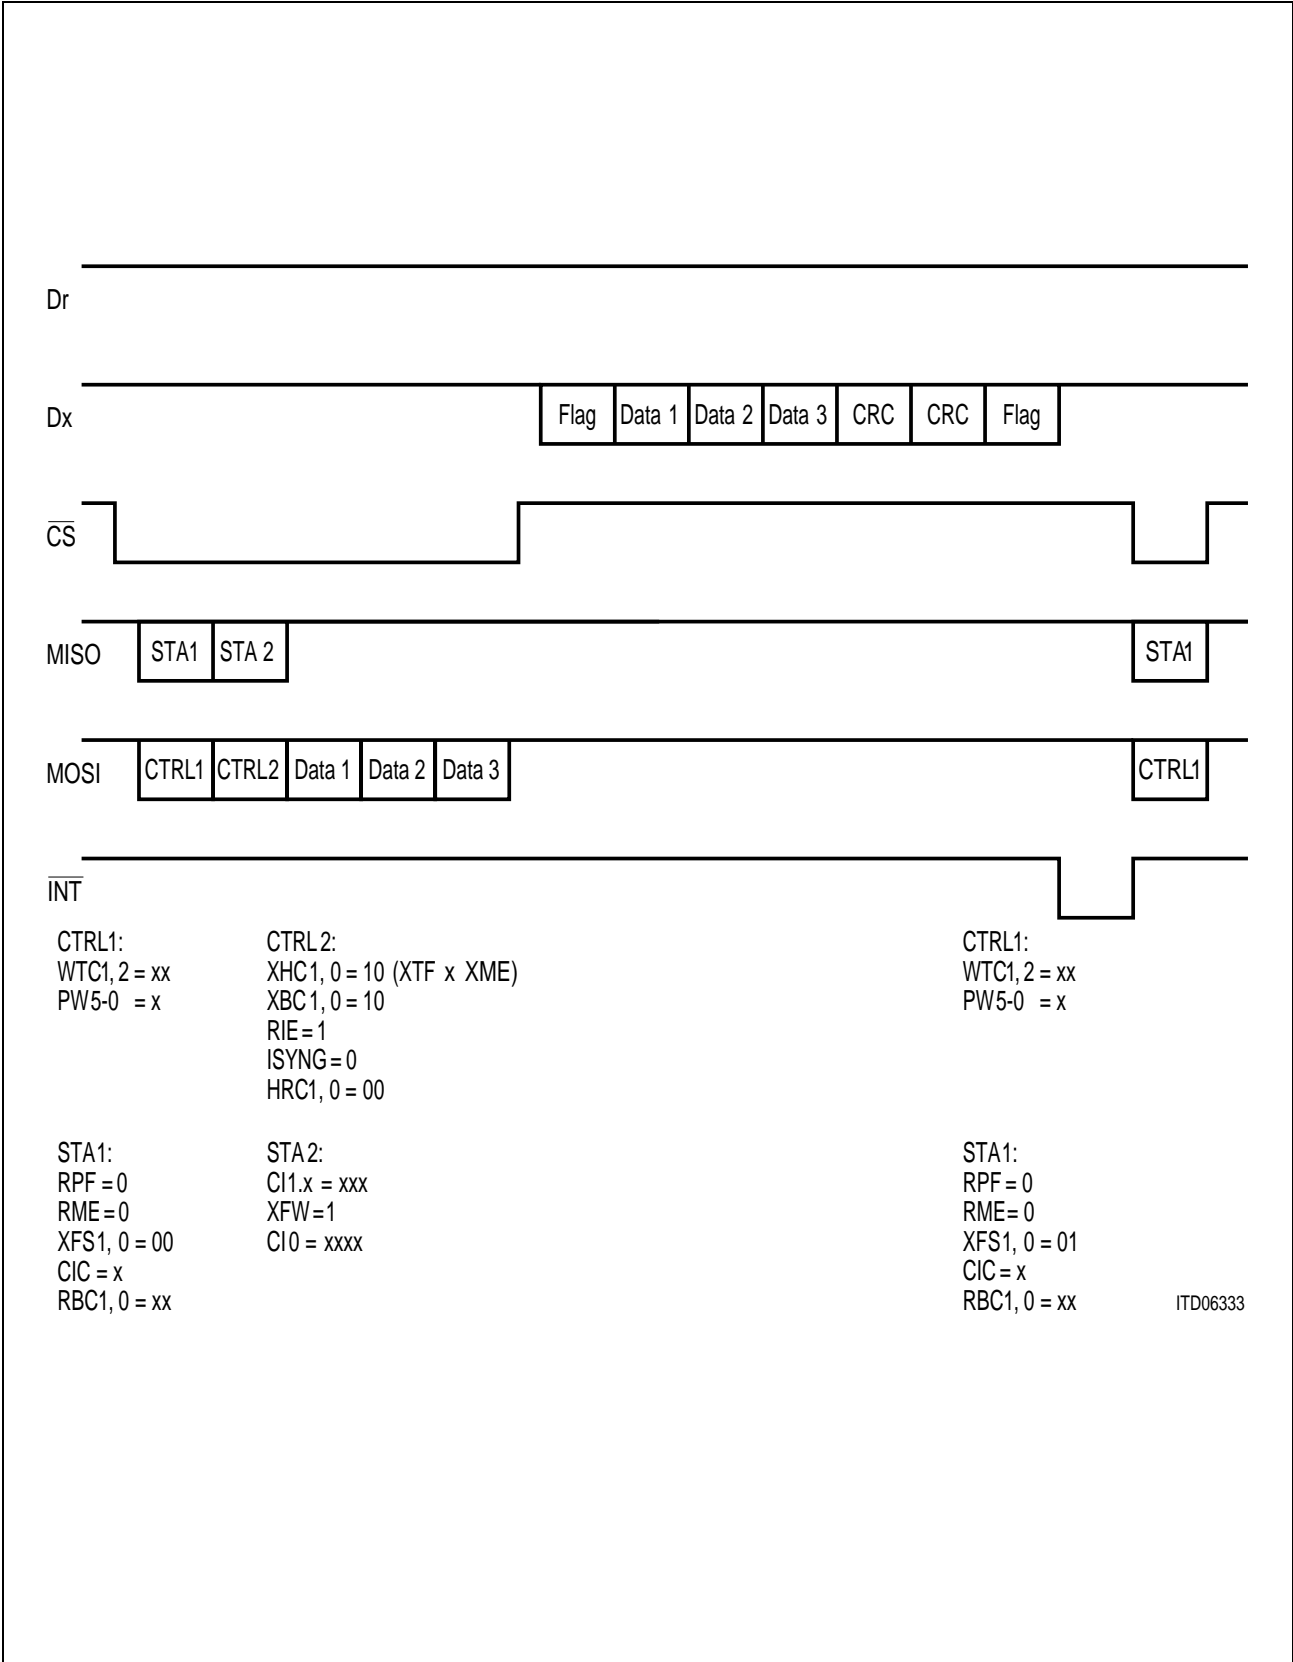 Dr
Dx
Flag Data 1 Data 2 Data 3 CRC CRC Flag
CS
MISO
STA1 STA 2 STA1
MOSI
CTRL1 CTRL2 Data 1 Data 2 Data 3 CTRL1
INT
CTRL1:
WTC1, 2 = xx
PW5-0 = x
CTRL 2:
XHC1, 0 = 10 (XTF x XME)
XBC1, 0 = 10
RIE = 1
ISYNG = 0
HRC1, 0 = 00
CTRL1:
WTC1, 2 = xx
PW5-0 = x
STA1:
RPF = 0
RME = 0
XFS1, 0 = 00
CIC = x
RBC1, 0 = xx
STA 2:
CI1.x = xxx
XFW = 1
CI0 = xxxx
STA1:
RPF = 0
RME = 0
XFS1, 0 = 01
CIC = x
RBC1, 0 = xx
ITD06333